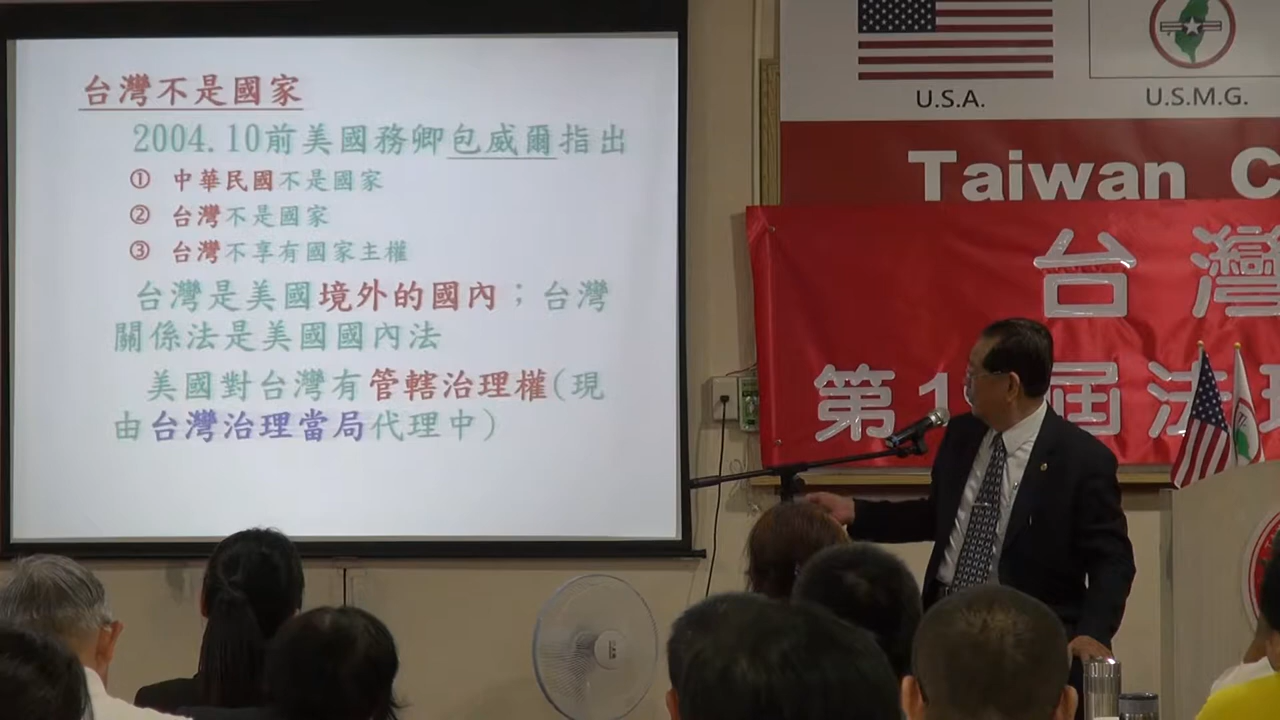 台灣不是國家
2004.10前美國務卿包威爾指出
① 中華民國不是國家
② 台灣不是國家
③ 台灣不享有國家主權
台灣是美國境外的國內；台灣
關係法是美國國內法
美國對台灣有管轄治理權(現
由台灣治理當局代理中)
U.S.A.
U.S.M.G.
Taiwan C
台灣
第1 屆法理